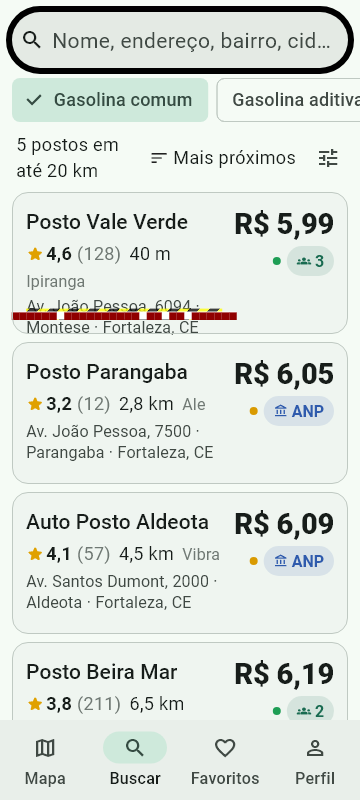 Nome, endereço, bairro, cid...
Gasolina comum
Gasolina aditiva
5 postos em
até 20 km
Mais próximos
Posto Vale Verde
R$ 5,99
4,6 (128) 40 m
3
Ipiranga
Av. João Pessoa, 6094 ·
Montese · Fortaleza, CE
Posto Parangaba
R$ 6,05
3,2 (12) 2,8 km Ale
ANP
Av. João Pessoa, 7500 ·
Parangaba · Fortaleza, CE
Auto Posto Aldeota
R$ 6,09
4,1 (57) 4,5 km Vibra
ANP
Av. Santos Dumont, 2000 ·
Aldeota · Fortaleza, CE
Posto Beira Mar
R$ 6,19
3,8 (211) 6,5 km
2
Mapa
Buscar
Favoritos
Perfil